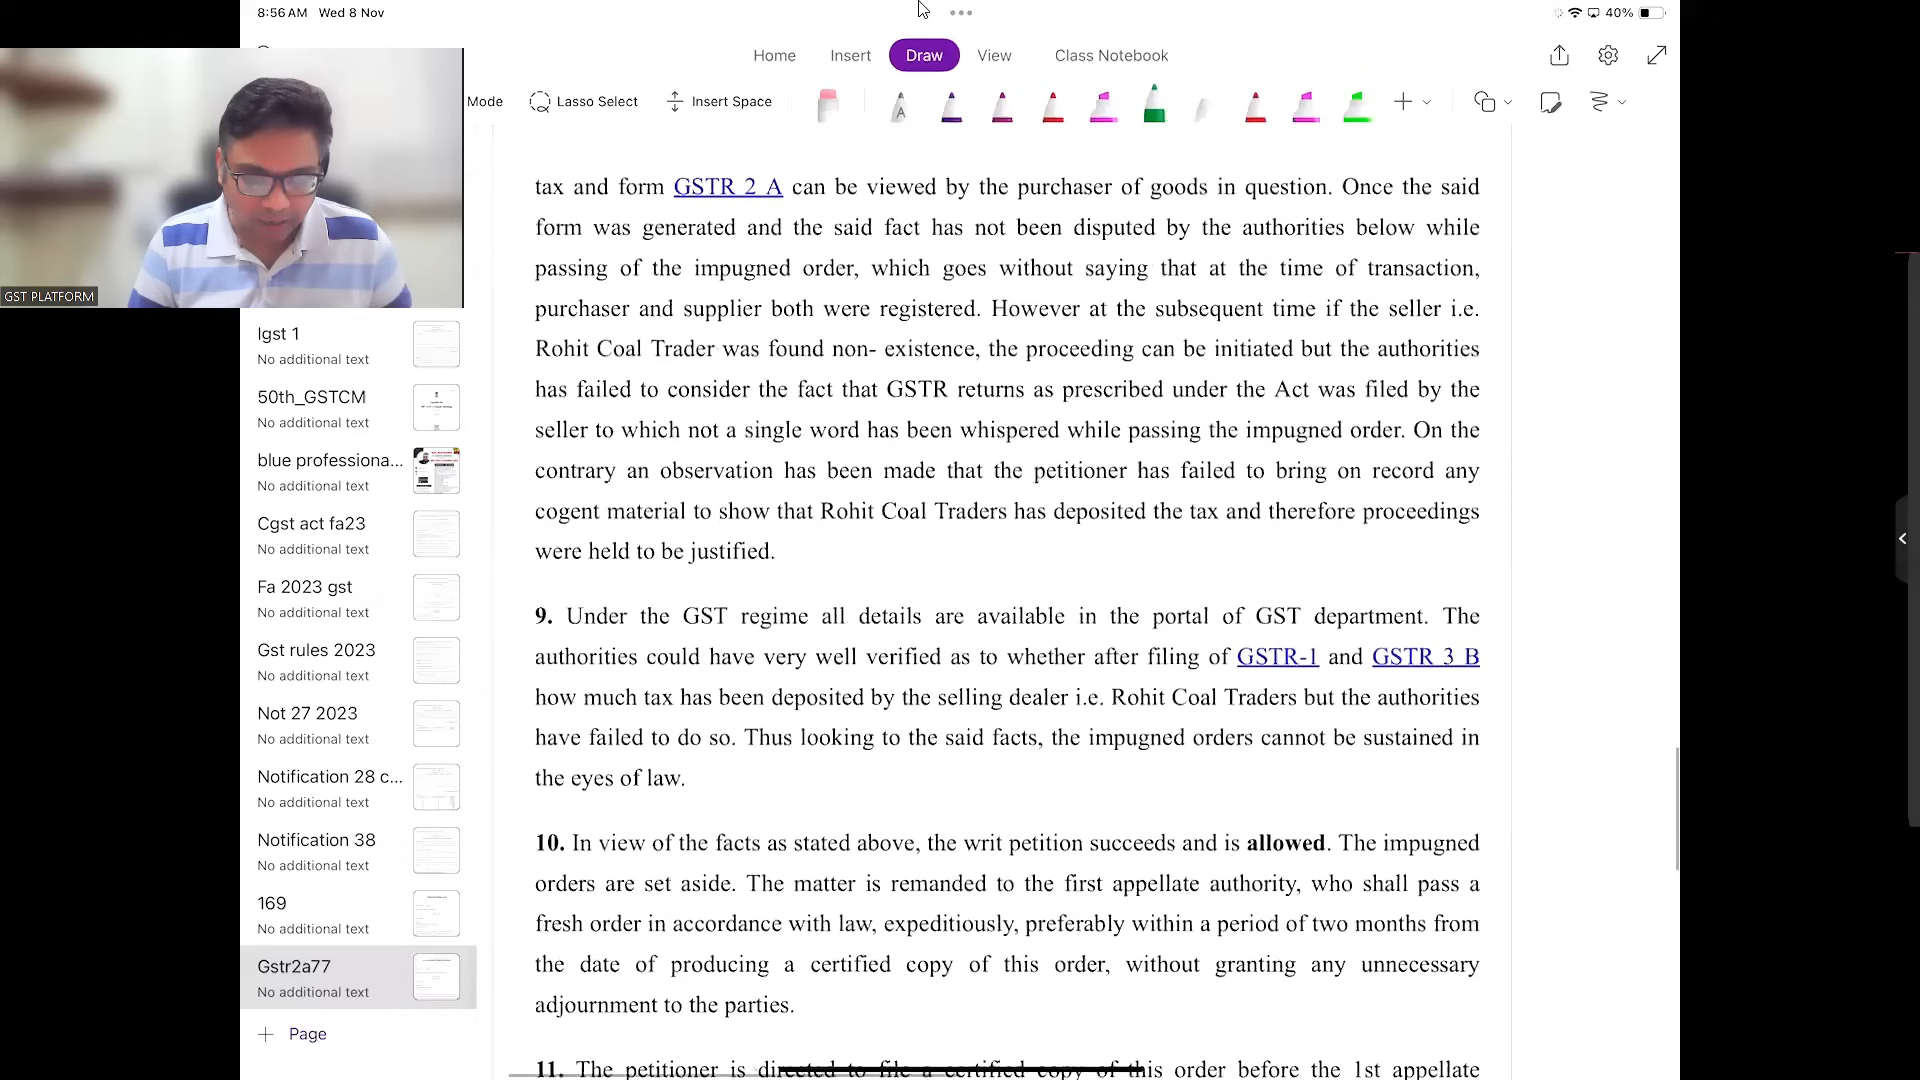 8:56 AM Wed 8 Nov
40%
Home Insert Draw View Class Notebook
Mode Lasso Select Insert Space
A
GST PLATFORM
Igst 1
No additional text
50th_GSTCM
No additional text
blue professiona...
No additional text
Cgst act fa23
No additional text
Fa 2023 gst
No additional text
Gst rules 2023
No additional text
Not 27 2023
No additional text
Notification 28 c...
No additional text
Notification 38
No additional text
169
No additional text
Gstr2a77
No additional text
Page
tax and form GSTR 2 A can be viewed by the purchaser of goods in question. Once the said
form was generated and the said fact has not been disputed by the authorities below while
passing of the impugned order, which goes without saying that at the time of transaction,
purchaser and supplier both were registered. However at the subsequent time if the seller i.e.
Rohit Coal Trader was found non- existence, the proceeding can be initiated but the authorities
has failed to consider the fact that GSTR returns as prescribed under the Act was filed by the
seller to which not a single word has been whispered while passing the impugned order. On the
contrary an observation has been made that the petitioner has failed to bring on record any
cogent material to show that Rohit Coal Traders has deposited the tax and therefore proceedings
were held to be justified.
9. Under the GST regime all details are available in the portal of GST department. The
authorities could have very well verified as to whether after filing of GSTR-1 and GSTR 3 B
how much tax has been deposited by the selling dealer i.e. Rohit Coal Traders but the authorities
have failed to do so. Thus looking to the said facts, the impugned orders cannot be sustained in
the eyes of law.
10. In view of the facts as stated above, the writ petition succeeds and is allowed. The impugned
orders are set aside. The matter is remanded to the first appellate authority, who shall pass a
fresh order in accordance with law, expeditiously, preferably within a period of two months from
the date of producing a certified copy of this order, without granting any unnecessary
adjournment to the parties.
11. The petitioner is directed to file a certified copy of this order before the 1st appellate